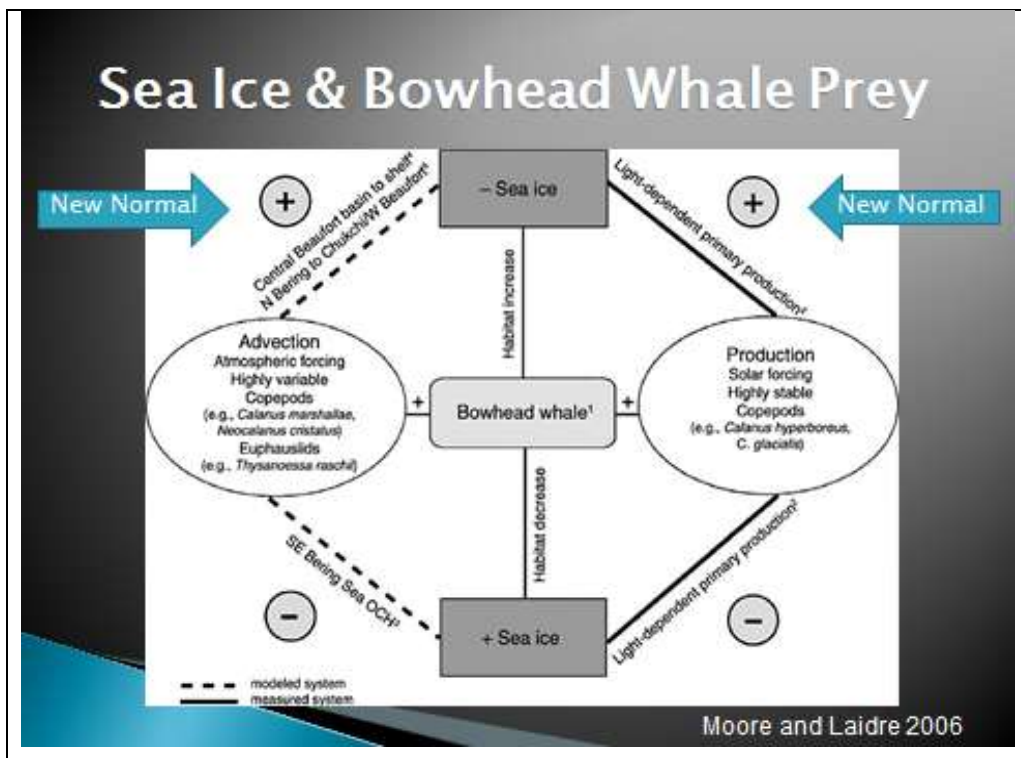 Sea Ice & Bowhead Whale Prey
New Normal
+
Central Beaufort basin to shelf⁴
N Bering to Chukchi/W Beaufort⁴
– Sea ice
Light-dependent primary production²
+
New Normal
Habitat increase
Advection
Atmospheric forcing
Highly variable
Copepods
(e.g., Calanus marshallae,
Neocalanus cristatus)
Euphausiids
(e.g., Thysanoessa raschii)
+
Bowhead whale¹
+
Production
Solar forcing
Highly stable
Copepods
(e.g., Calanus hyperboreus,
C. glacialis)
Habitat decrease
SE Bering Sea OCH³
–
+ Sea ice
Light-dependent primary production²
–
modeled system
measured system
Moore and Laidre 2006